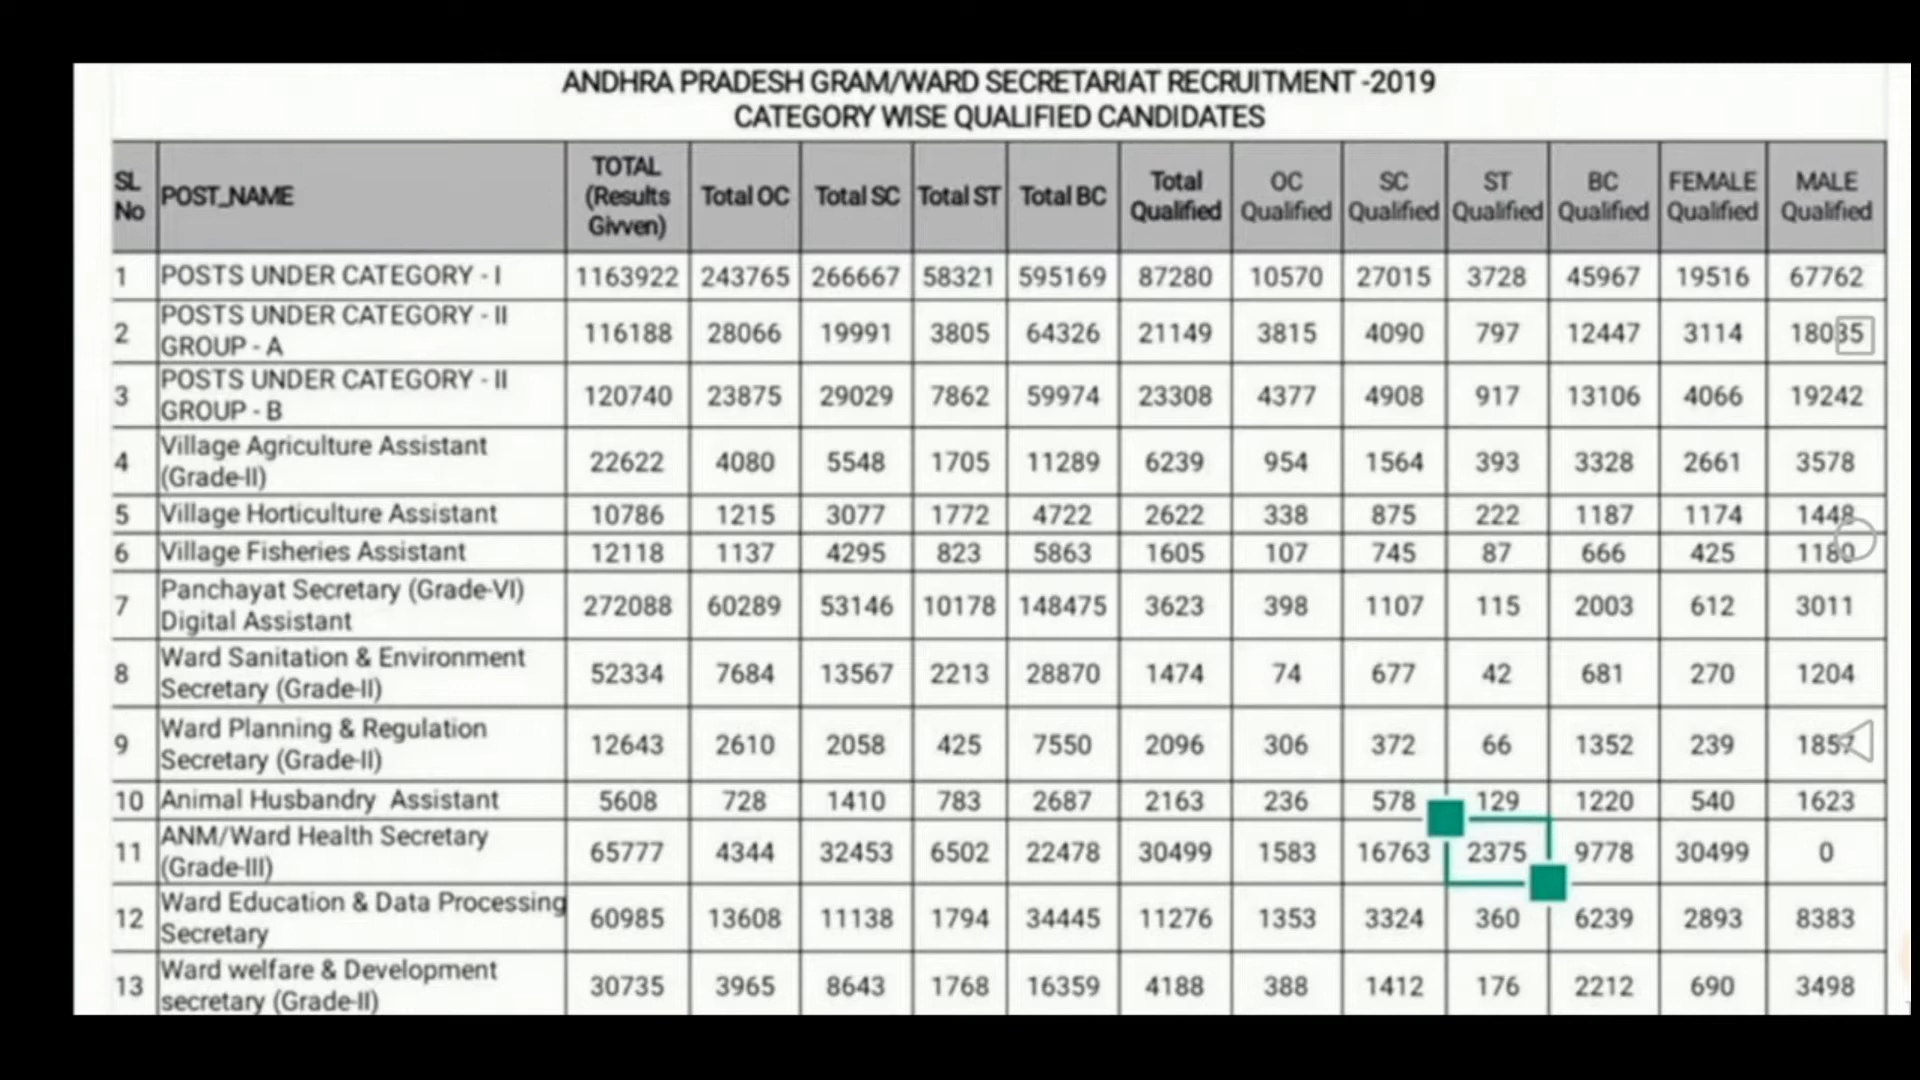 ANDHRA PRADESH GRAM/WARD SECRETARIAT RECRUITMENT -2019
CATEGORY WISE QUALIFIED CANDIDATES
SL No POST_NAME TOTAL (Results Givven) Total OC Total SC Total ST Total BC Total Qualified OC Qualified SC Qualified ST Qualified BC Qualified FEMALE Qualified MALE Qualified
1 POSTS UNDER CATEGORY - I 1163922 243765 266667 58321 595169 87280 10570 27015 3728 45967 19516 67762
2 POSTS UNDER CATEGORY - II GROUP - A 116188 28066 19991 3805 64326 21149 3815 4090 797 12447 3114 18035
3 POSTS UNDER CATEGORY - II GROUP - B 120740 23875 29029 7862 59974 23308 4377 4908 917 13106 4066 19242
4 Village Agriculture Assistant (Grade-II) 22622 4080 5548 1705 11289 6239 954 1564 393 3328 2661 3578
5 Village Horticulture Assistant 10786 1215 3077 1772 4722 2622 338 875 222 1187 1174 1448
6 Village Fisheries Assistant 12118 1137 4295 823 5863 1605 107 745 87 666 425 1180
7 Panchayat Secretary (Grade-VI) Digital Assistant 272088 60289 53146 10178 148475 3623 398 1107 115 2003 612 3011
8 Ward Sanitation & Environment Secretary (Grade-II) 52334 7684 13567 2213 28870 1474 74 677 42 681 270 1204
9 Ward Planning & Regulation Secretary (Grade-II) 12643 2610 2058 425 7550 2096 306 372 66 1352 239 1857
10 Animal Husbandry Assistant 5608 728 1410 783 2687 2163 236 578 129 1220 540 1623
11 ANM/Ward Health Secretary (Grade-III) 65777 4344 32453 6502 22478 30499 1583 16763 2375 9778 30499 0
12 Ward Education & Data Processing Secretary 60985 13608 11138 1794 34445 11276 1353 3324 360 6239 2893 8383
13 Ward welfare & Development secretary (Grade-II) 30735 3965 8643 1768 16359 4188 388 1412 176 2212 690 3498